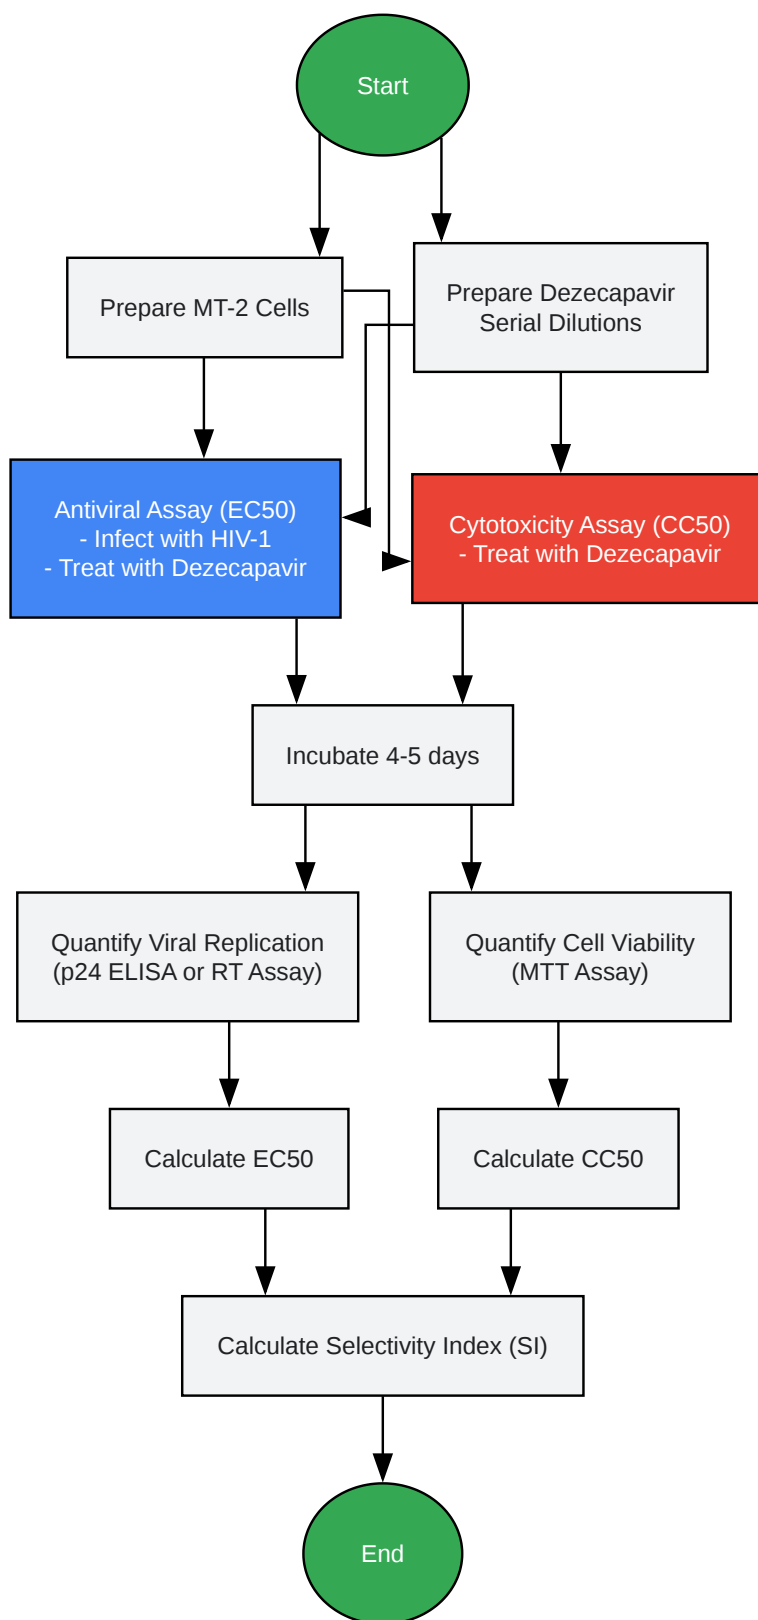 Start
Prepare MT-2 Cells
Prepare Dezecapavir
Serial Dilutions
Antiviral Assay (EC50)
- Infect with HIV-1
- Treat with Dezecapavir
Cytotoxicity Assay (CC50)
- Treat with Dezecapavir
Incubate 4-5 days
Quantify Viral Replication
(p24 ELISA or RT Assay)
Quantify Cell Viability
(MTT Assay)
Calculate EC50
Calculate CC50
Calculate Selectivity Index (SI)
End